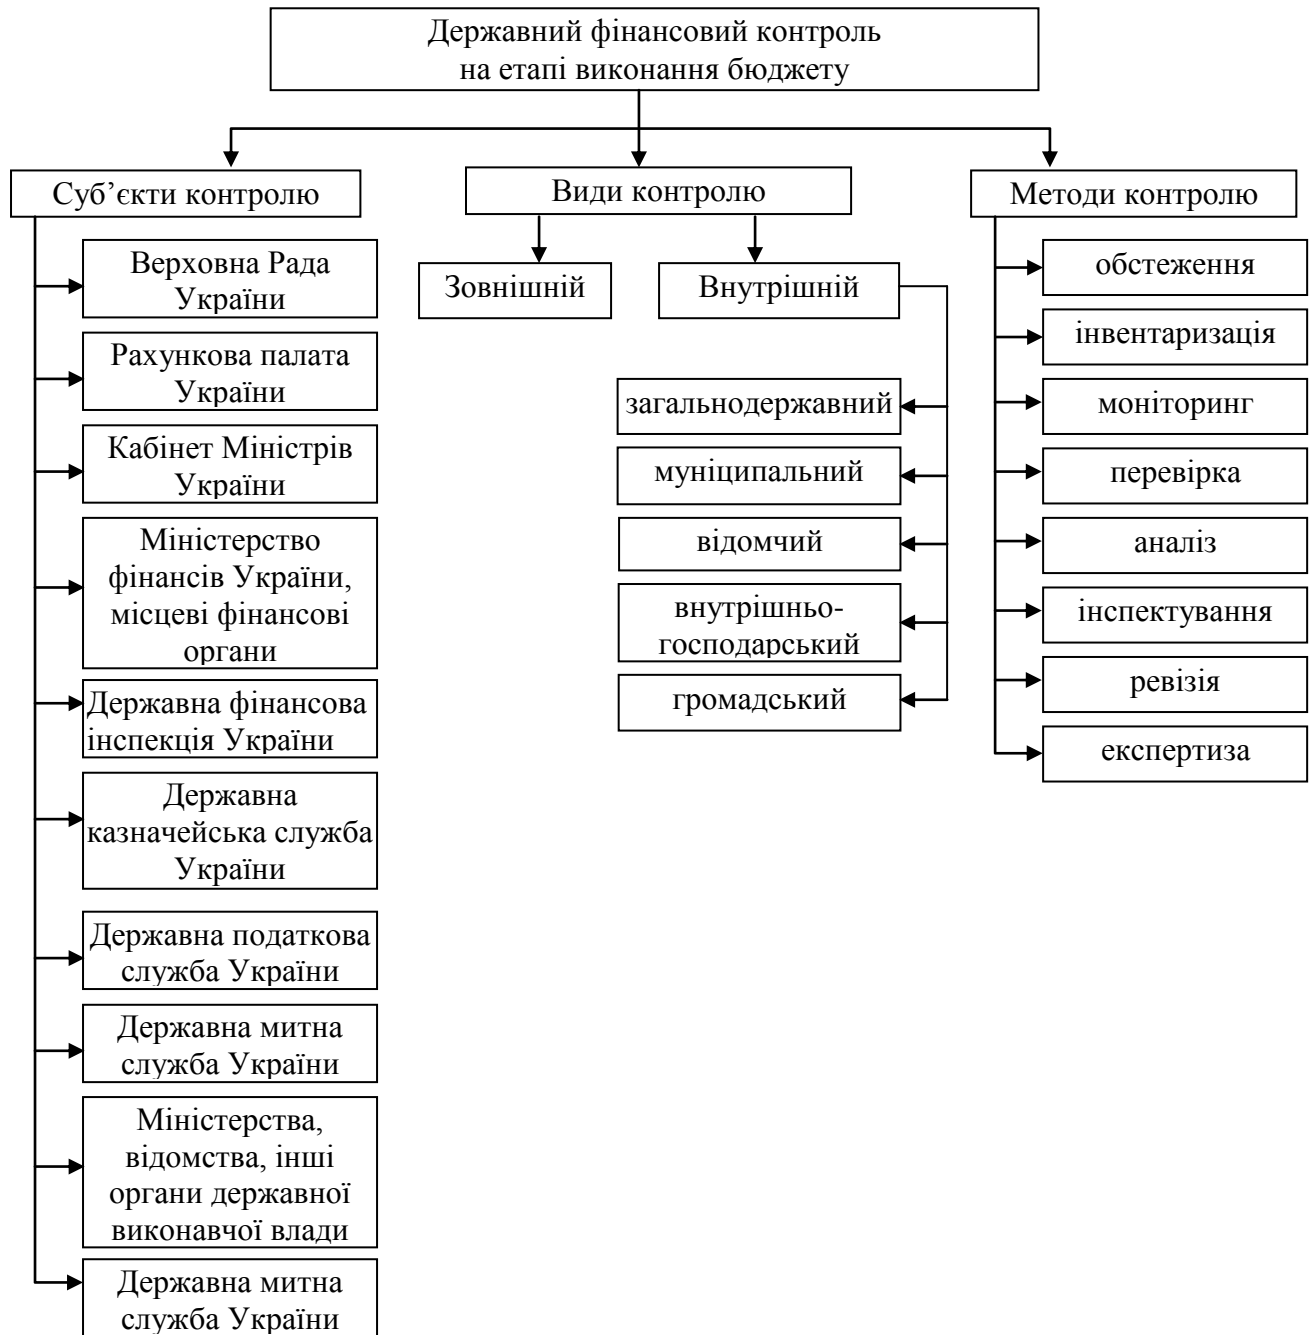 Державний фінансовий контроль
на етапі виконання бюджету
Суб’єкти контролю
Види контролю
Методи контролю
Верховна Рада
України
Рахункова палата
України
Кабінет Міністрів
України
Міністерство
фінансів України,
місцеві фінансові
органи
Державна фінансова
інспекція України
Державна
казначейська служба
України
Державна податкова
служба України
Державна митна
служба України
Міністерства,
відомства, інші
органи державної
виконавчої влади
Державна митна
служба України
Зовнішній
Внутрішній
загальнодержавний
муніципальний
відомчий
внутрішньо-
господарський
громадський
обстеження
інвентаризація
моніторинг
перевірка
аналіз
інспектування
ревізія
експертиза